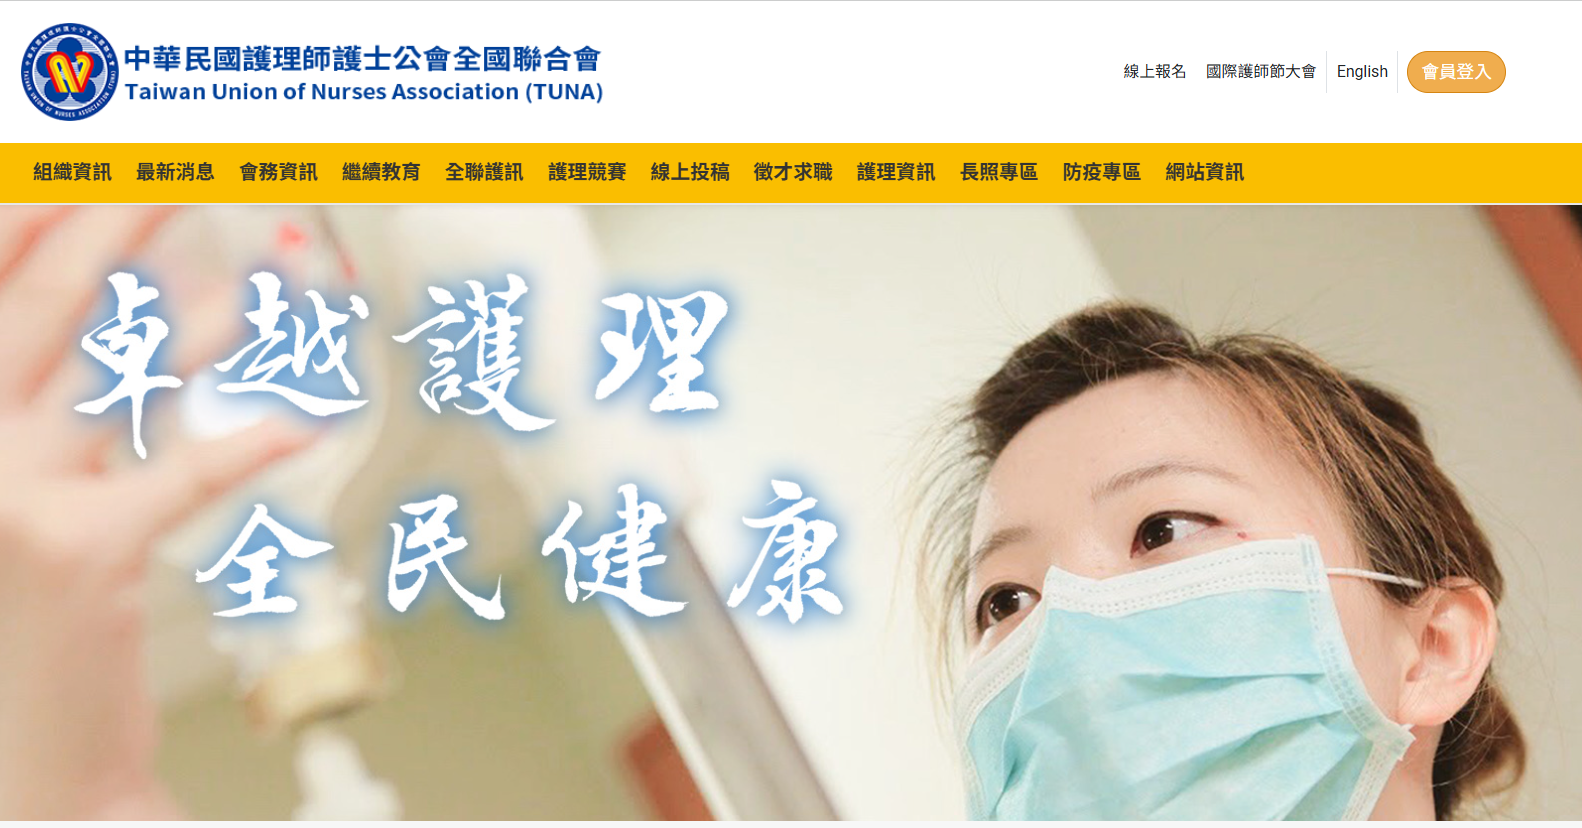 中華民國護理師護士公會全國聯合會
Taiwan Union of Nurses Association (TUNA)
線上報名 國際護師節大會 English 會員登入
組織資訊 最新消息 會務資訊 繼續教育 全聯護訊 護理競賽 線上投稿 徵才求職 護理資訊 長照專區 防疫專區 網站資訊
卓越護理
全民健康